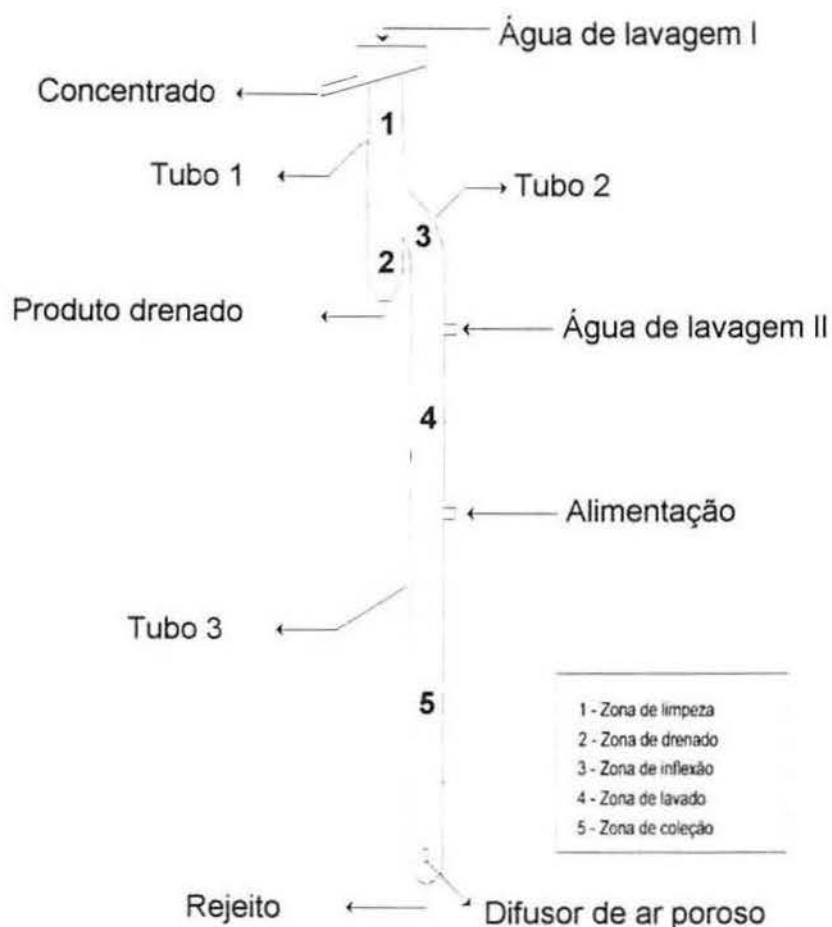 Água de lavagem I
Concentrado
1
Tubo 1
Tubo 2
3
2
Produto drenado
Água de lavagem II
4
Alimentação
Tubo 3
5
1 - Zona de limpeza
2 - Zona de drenado
3 - Zona de inflexão
4 - Zona de lavado
5 - Zona de coleção
Rejeito
Difusor de ar poroso